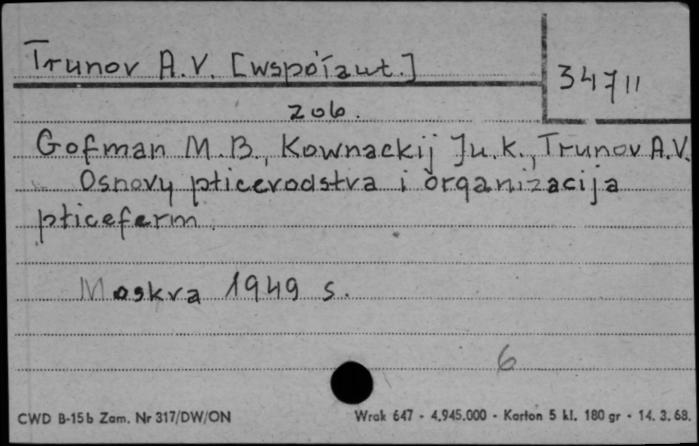 Trunov A.V. [współaut.]
34711
zob.
Gofman M.B., Kownackij Ju.K., Trunov A.V.
Osnovy pticevodstva i organizacija
pticeferm.
Moskva 1949 s.
6
CWD B-15b Zam. Nr 317/DW/ON Wrak 647 - 4.945.000 - Karton 5 kl. 180 gr - 14. 3. 68.